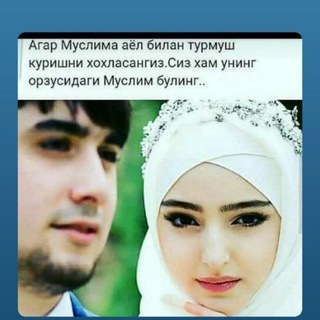 Агар Муслима аёл билан турмуш
куришни хохласангиз.Сиз хам унинг
орзусидаги Муслим булинг..